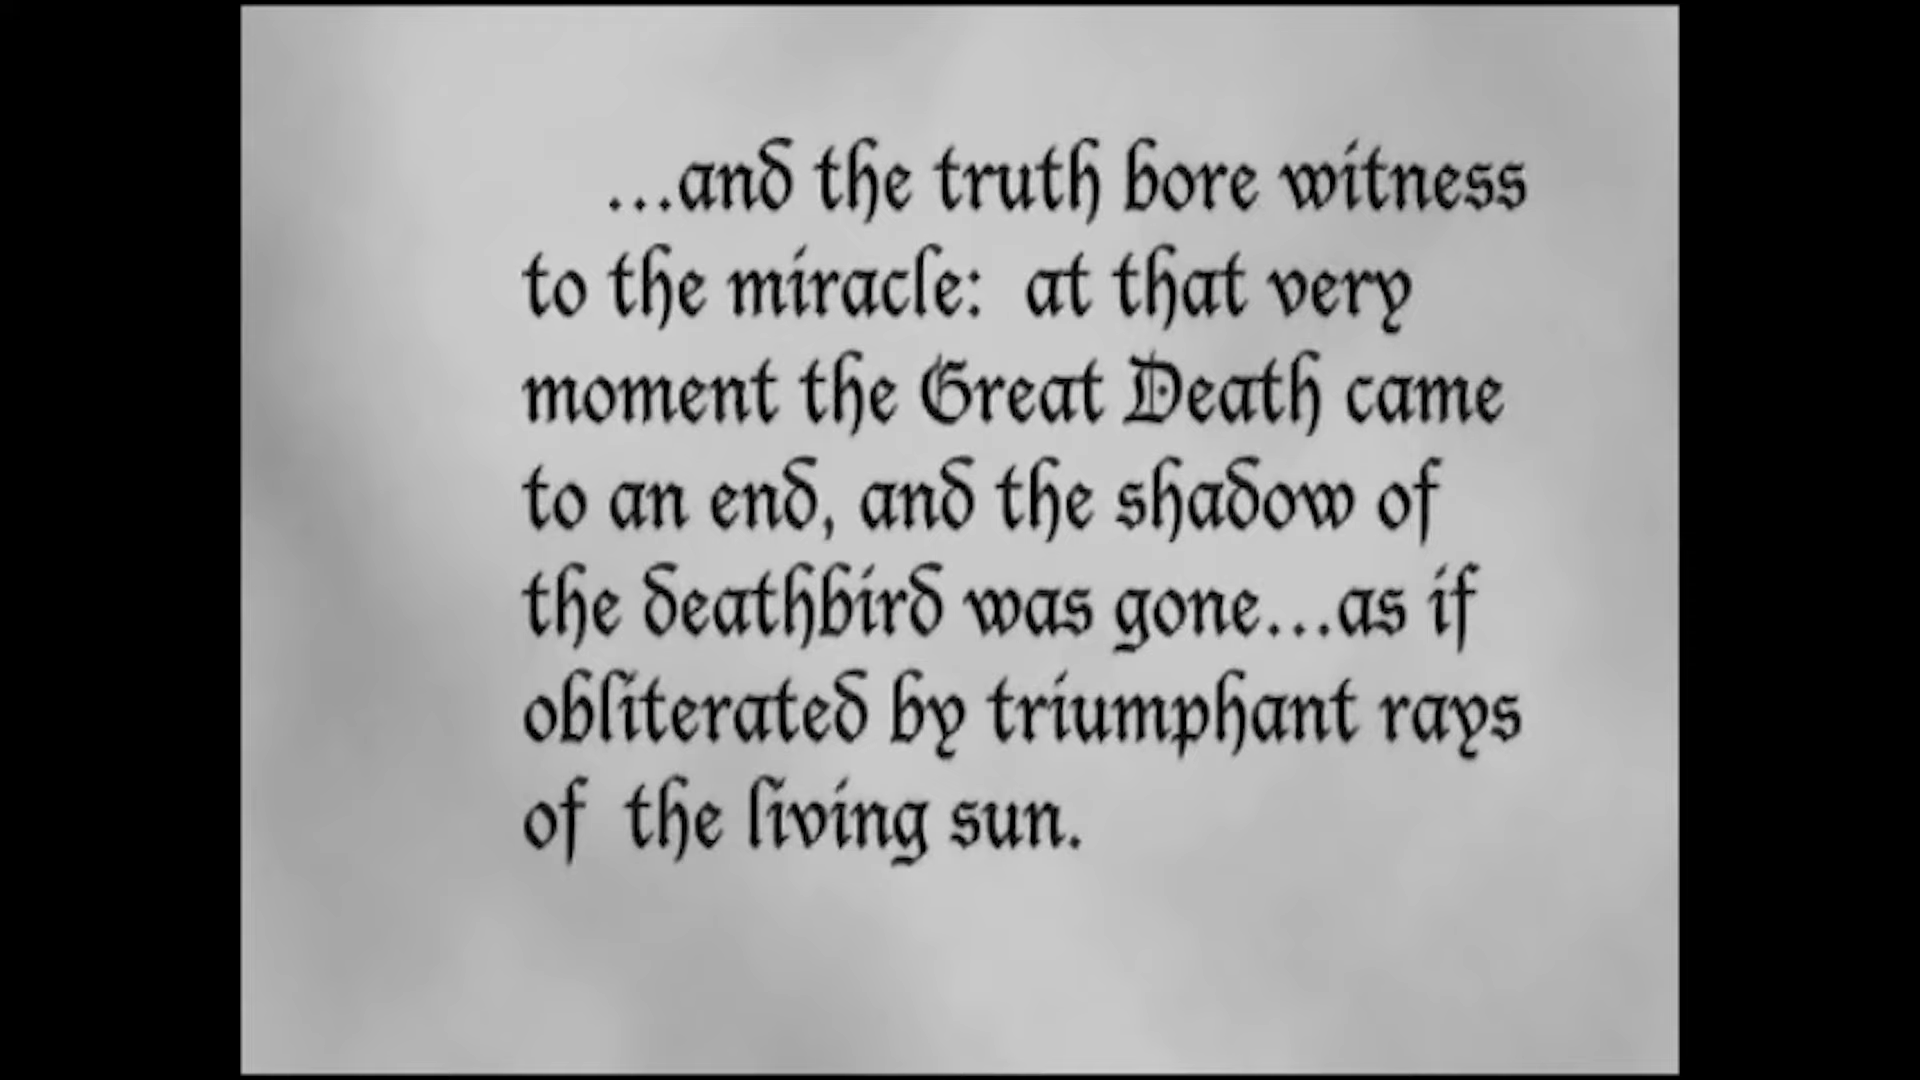 ...and the truth bore witness
to the miracle: at that very
moment the Great Death came
to an end, and the shadow of
the deathbird was gone...as if
obliterated by triumphant rays
of the living sun.